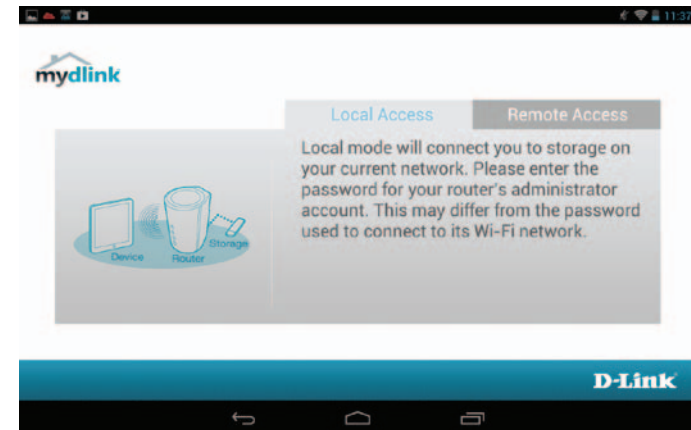 11:37
mydlink
Local Access
Remote Access
Local mode will connect you to storage on
your current network. Please enter the
password for your router's administrator
account. This may differ from the password
used to connect to its Wi-Fi network.
Storage
Device
Router
D-Link